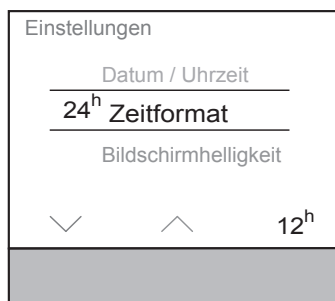 Einstellungen
Datum / Uhrzeit
24h Zeitformat
Bildschirmhelligkeit
12h